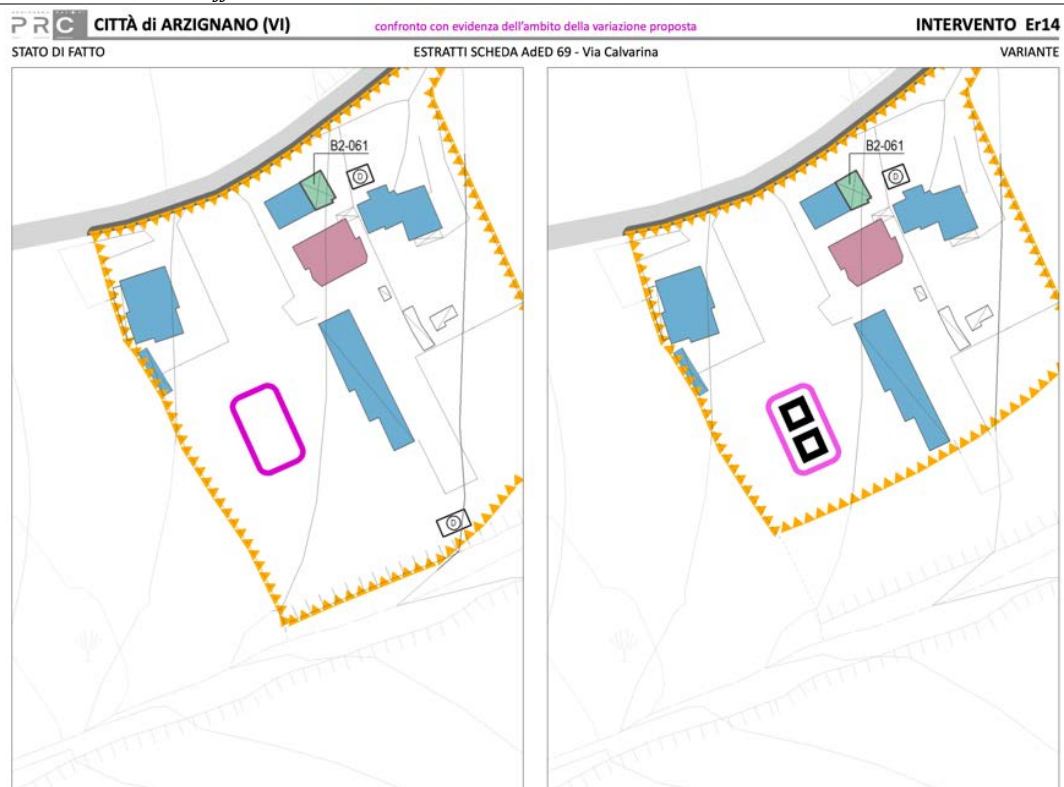 PRC CITTÀ di ARZIGNANO (VI) confronto con evidenza dell'ambito della variazione proposta INTERVENTO Er14
STATO DI FATTO ESTRATTI SCHEDA AdED 69 - Via Calvarina VARIANTE
B2-061 B2-061
D D
D